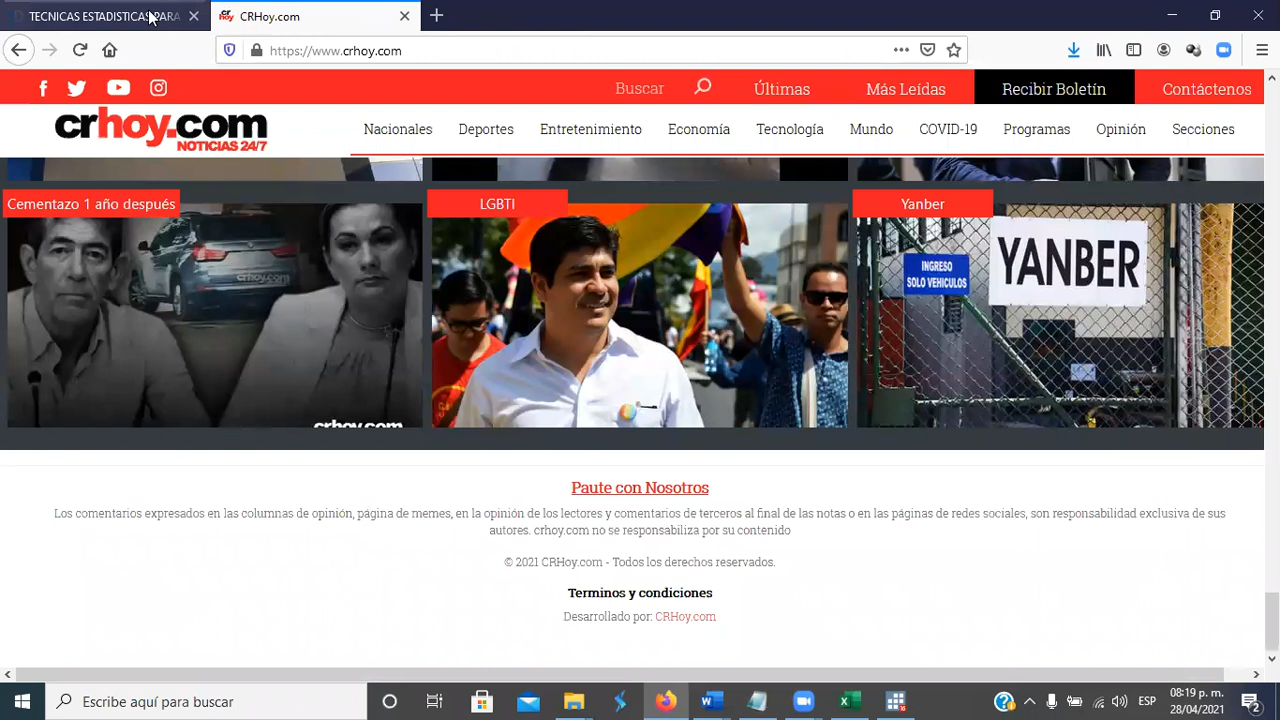 TECNICAS ESTADISTICAS PARA
CRHoy.com
https://www.crhoy.com
Buscar
Últimas
Más Leídas
Recibir Boletín
Contáctenos
crhoy.com
NOTICIAS 24/7
Nacionales
Deportes
Entretenimiento
Economía
Tecnología
Mundo
COVID-19
Programas
Opinión
Secciones
Cementazo 1 año después
LGBTI
Yanber
crhoy.com
crhoy.com
INGRESO
SOLO VEHICULOS
YANBER
Paute con Nosotros
Los comentarios expresados en las columnas de opinión, página de memes, en la opinión de los lectores y comentarios de terceros al final de las notas o en las páginas de redes sociales, son responsabilidad exclusiva de sus
autores. crhoy.com no se responsabiliza por su contenido
© 2021 CRHoy.com - Todos los derechos reservados.
Terminos y condiciones
Desarrollado por: CRHoy.com
Escribe aquí para buscar
ESP
08:19 p. m.
28/04/2021
2